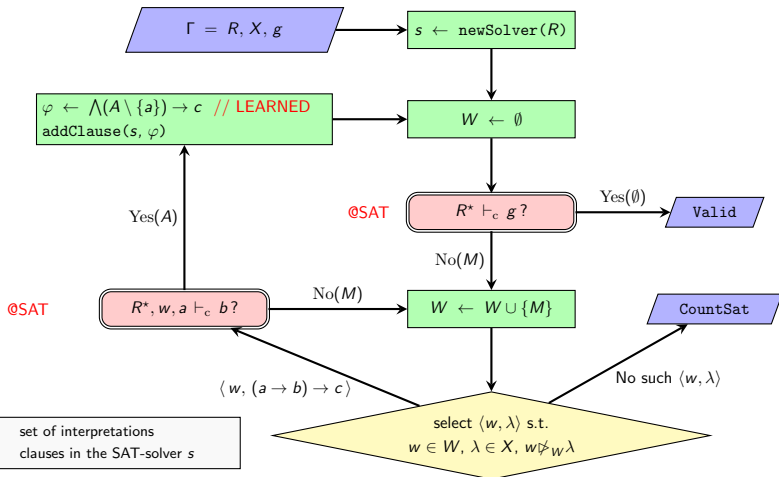 Γ = R, X, g
s ← newSolver(R)
φ ← ⋀(A \ {a}) → c // LEARNED
addClause(s, φ)
W ← ∅
Yes(A)
@SAT
R⋆ ⊢c g ?
Yes(∅)
Valid
No(M)
@SAT
R⋆, w, a ⊢c b ?
No(M)
W ← W ∪ {M}
CountSat
⟨ w, (a → b) → c ⟩
No such ⟨w, λ⟩
select ⟨w, λ⟩ s.t.
w ∈ W, λ ∈ X, w⋫Wλ
set of interpretations
clauses in the SAT-solver s